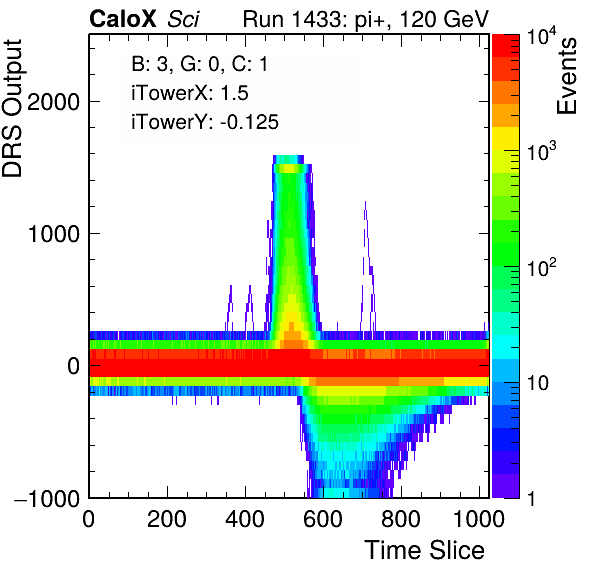 CaloX Sci Run 1433: pi+, 120 GeV
B: 3, G: 0, C: 1
iTowerX: 1.5
iTowerY: -0.125
DRS Output
2000
1000
0
−1000
0 200 400 600 800 1000
Time Slice
Events
10^4
10^3
10^2
10
1